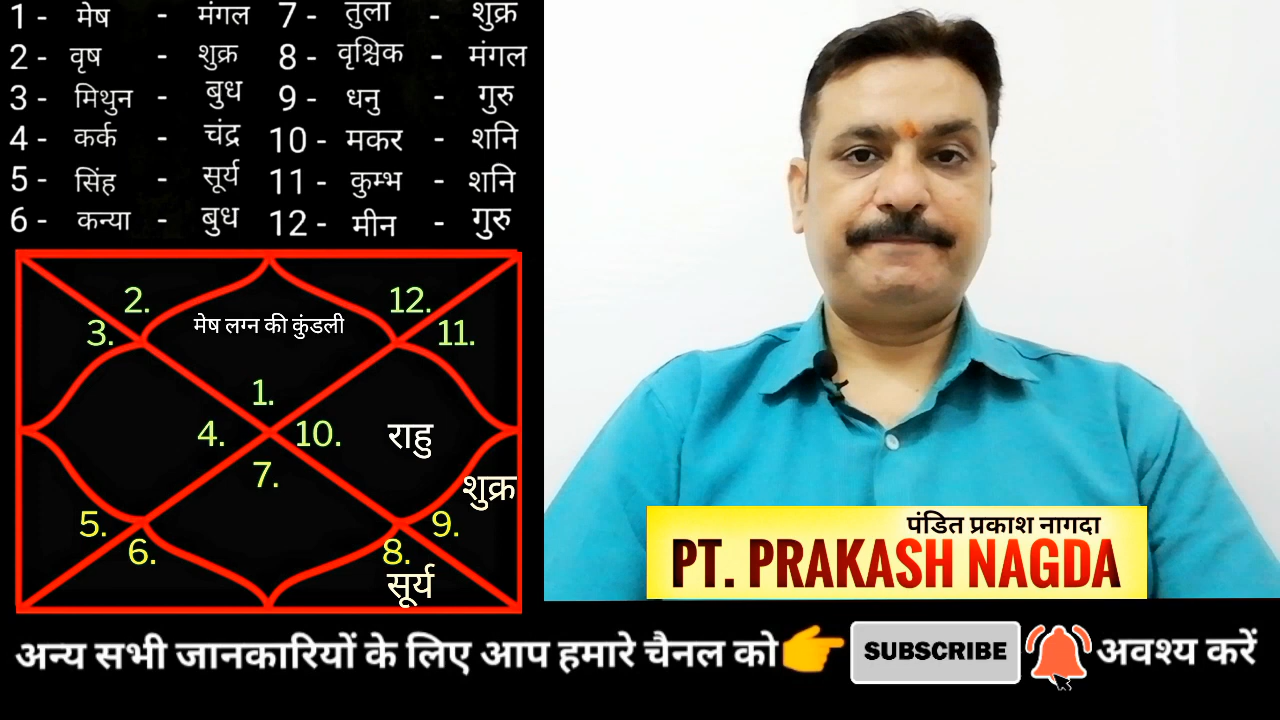 1 - मेष - मंगल 7 - तुला - शुक्र
2 - वृष - शुक्र 8 - वृश्चिक - मंगल
3 - मिथुन - बुध 9 - धनु - गुरु
4 - कर्क - चंद्र 10 - मकर - शनि
5 - सिंह - सूर्य 11 - कुम्भ - शनि
6 - कन्या - बुध 12 - मीन - गुरु
2. 12.
3. मेष लग्न की कुंडली 11.
1.
4. 10. राहु
7.
शुक्र
5. 9.
6. 8.
सूर्य
पंडित प्रकाश नागदा
PT. PRAKASH NAGDA
अन्य सभी जानकारियों के लिए आप हमारे चैनल को SUBSCRIBE अवश्य करें